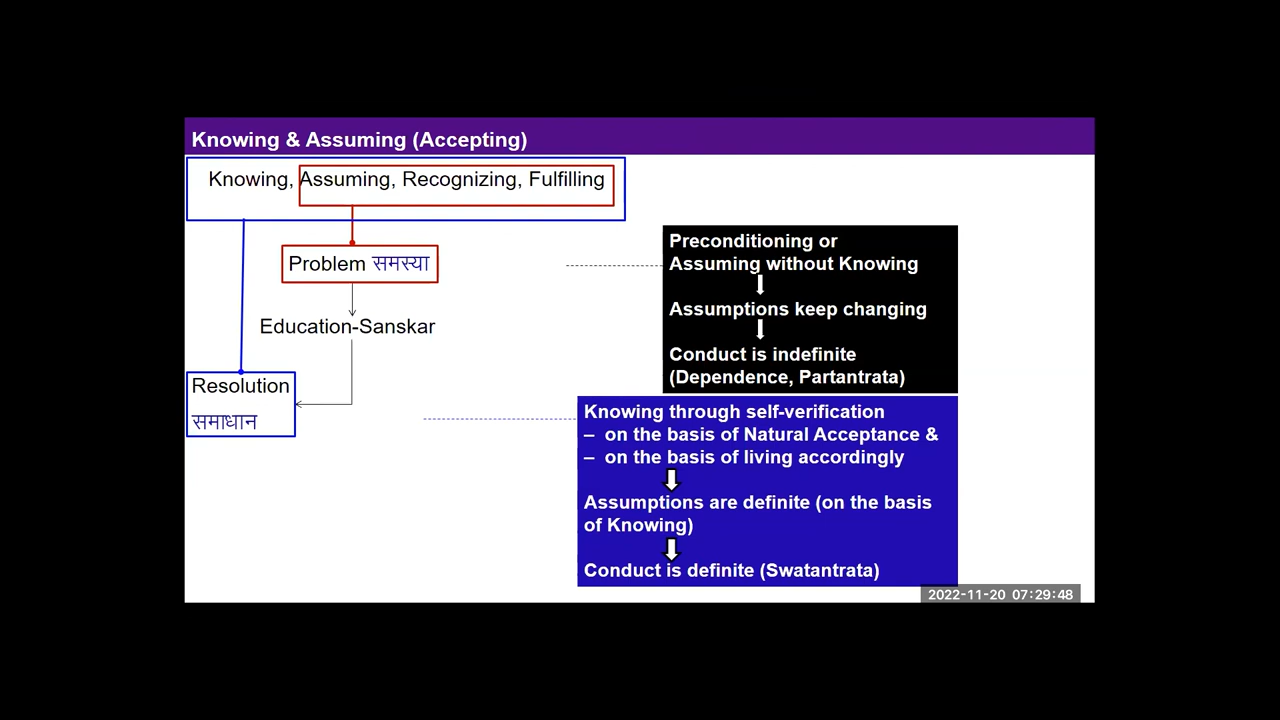 Knowing & Assuming (Accepting)
Knowing, Assuming, Recognizing, Fulfilling
Problem समस्या
Education-Sanskar
Resolution
समाधान
Preconditioning or
Assuming without Knowing
Assumptions keep changing
Conduct is indefinite
(Dependence, Partantrata)
Knowing through self-verification
– on the basis of Natural Acceptance &
– on the basis of living accordingly
Assumptions are definite (on the basis
of Knowing)
Conduct is definite (Swatantrata)
2022-11-20 07:29:48